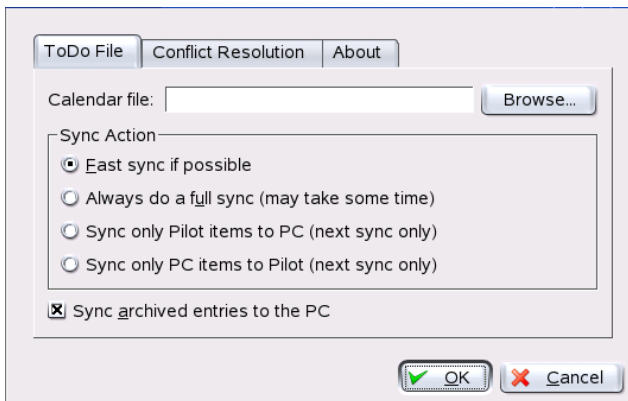 ToDo File Conflict Resolution About
Calendar file: Browse...
Sync Action
Fast sync if possible
Always do a full sync (may take some time)
Sync only Pilot items to PC (next sync only)
Sync only PC items to Pilot (next sync only)
Sync archived entries to the PC
OK Cancel